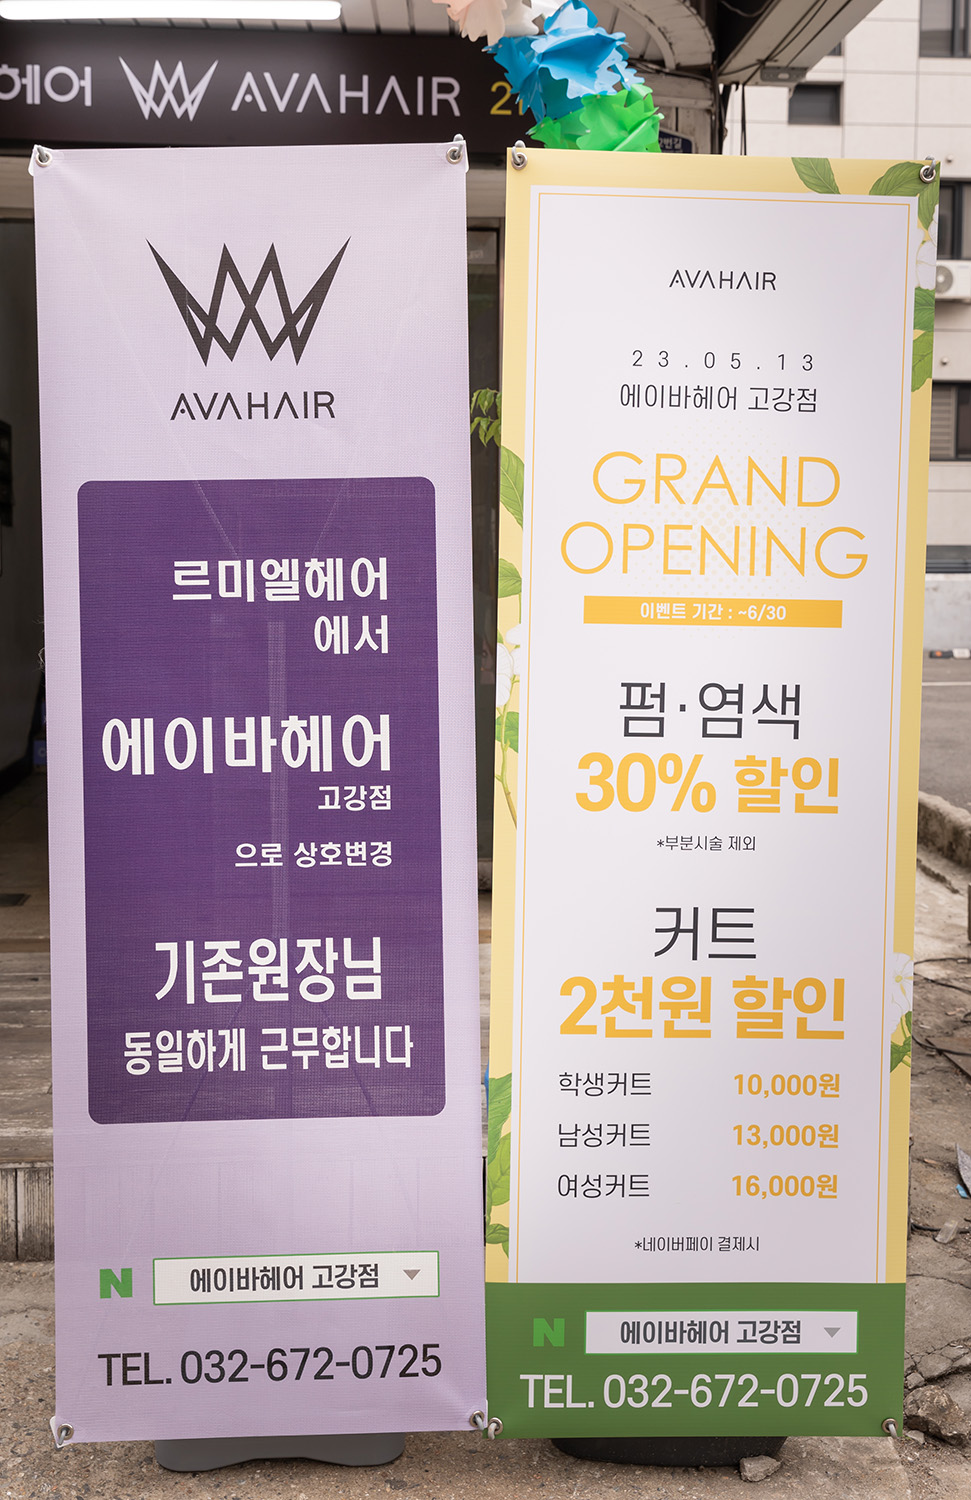 헤어 AVAHAIR
AVAHAIR
르미엘헤어
에서
에이바헤어
고강점
으로 상호변경
기존원장님
동일하게 근무합니다
N 에이바헤어 고강점
TEL. 032-672-0725
AVAHAIR
23.05.13
에이바헤어 고강점
GRAND
OPENING
이벤트 기간 : ~6/30
펌·염색
30% 할인
*부분시술 제외
커트
2천원 할인
학생커트 10,000원
남성커트 13,000원
여성커트 16,000원
*네이버페이 결제시
N 에이바헤어 고강점
TEL. 032-672-0725